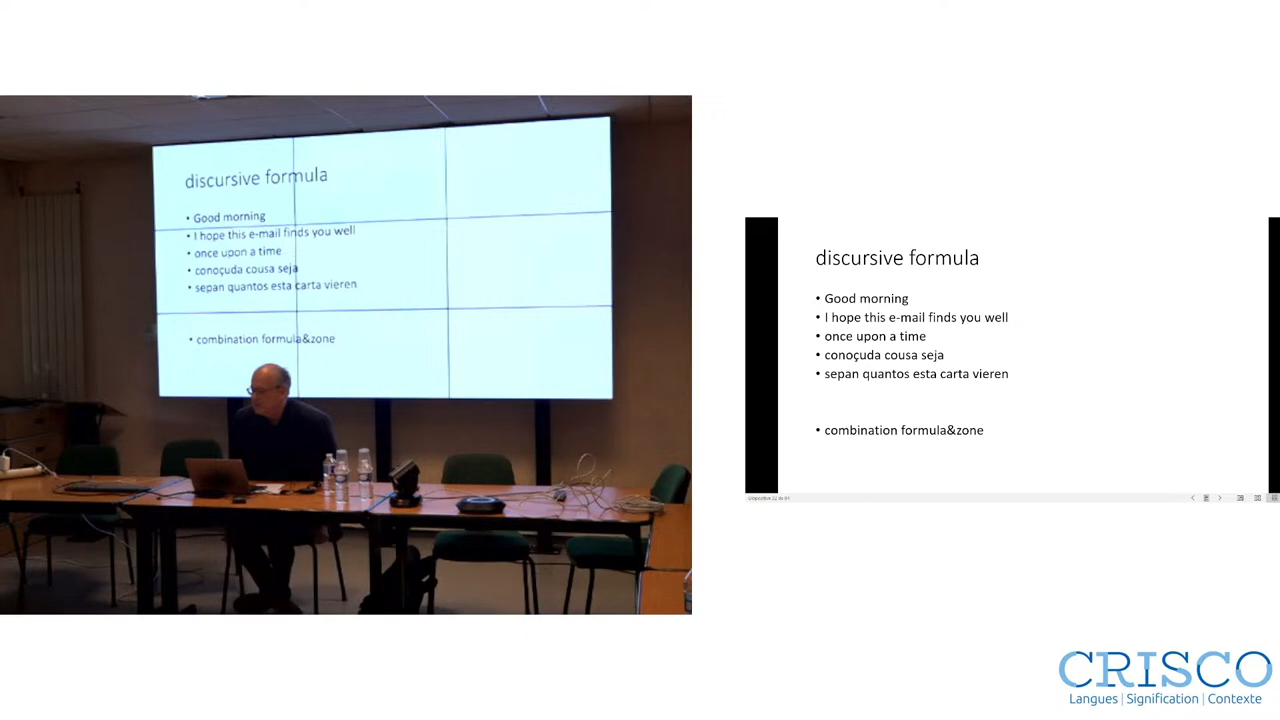 discursive formula
• Good morning
• I hope this e-mail finds you well
• once upon a time
• conoçuda cousa seja
• sepan quantos esta carta vieren
• combination formula&zone
discursive formula
• Good morning
• I hope this e-mail finds you well
• once upon a time
• conoçuda cousa seja
• sepan quantos esta carta vieren
• combination formula&zone
CRISCO
Langues | Signification | Contexte